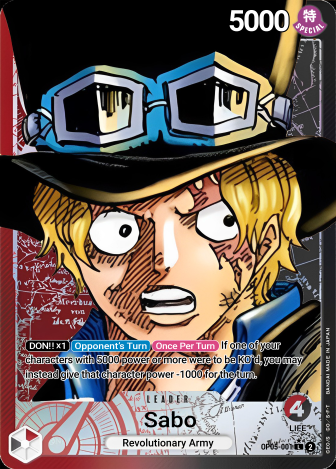 5000 特
SPECIAL
DON!! ×1 Opponent's Turn Once Per Turn If one of your
characters with 5000 power or more were to be KO'd, you may
instead give that character power -1000 for the turn.
LEADER
Sabo
Revolutionary Army
4
LIFE
OP05-001 L 2
BANDAI MADE IN JAPAN